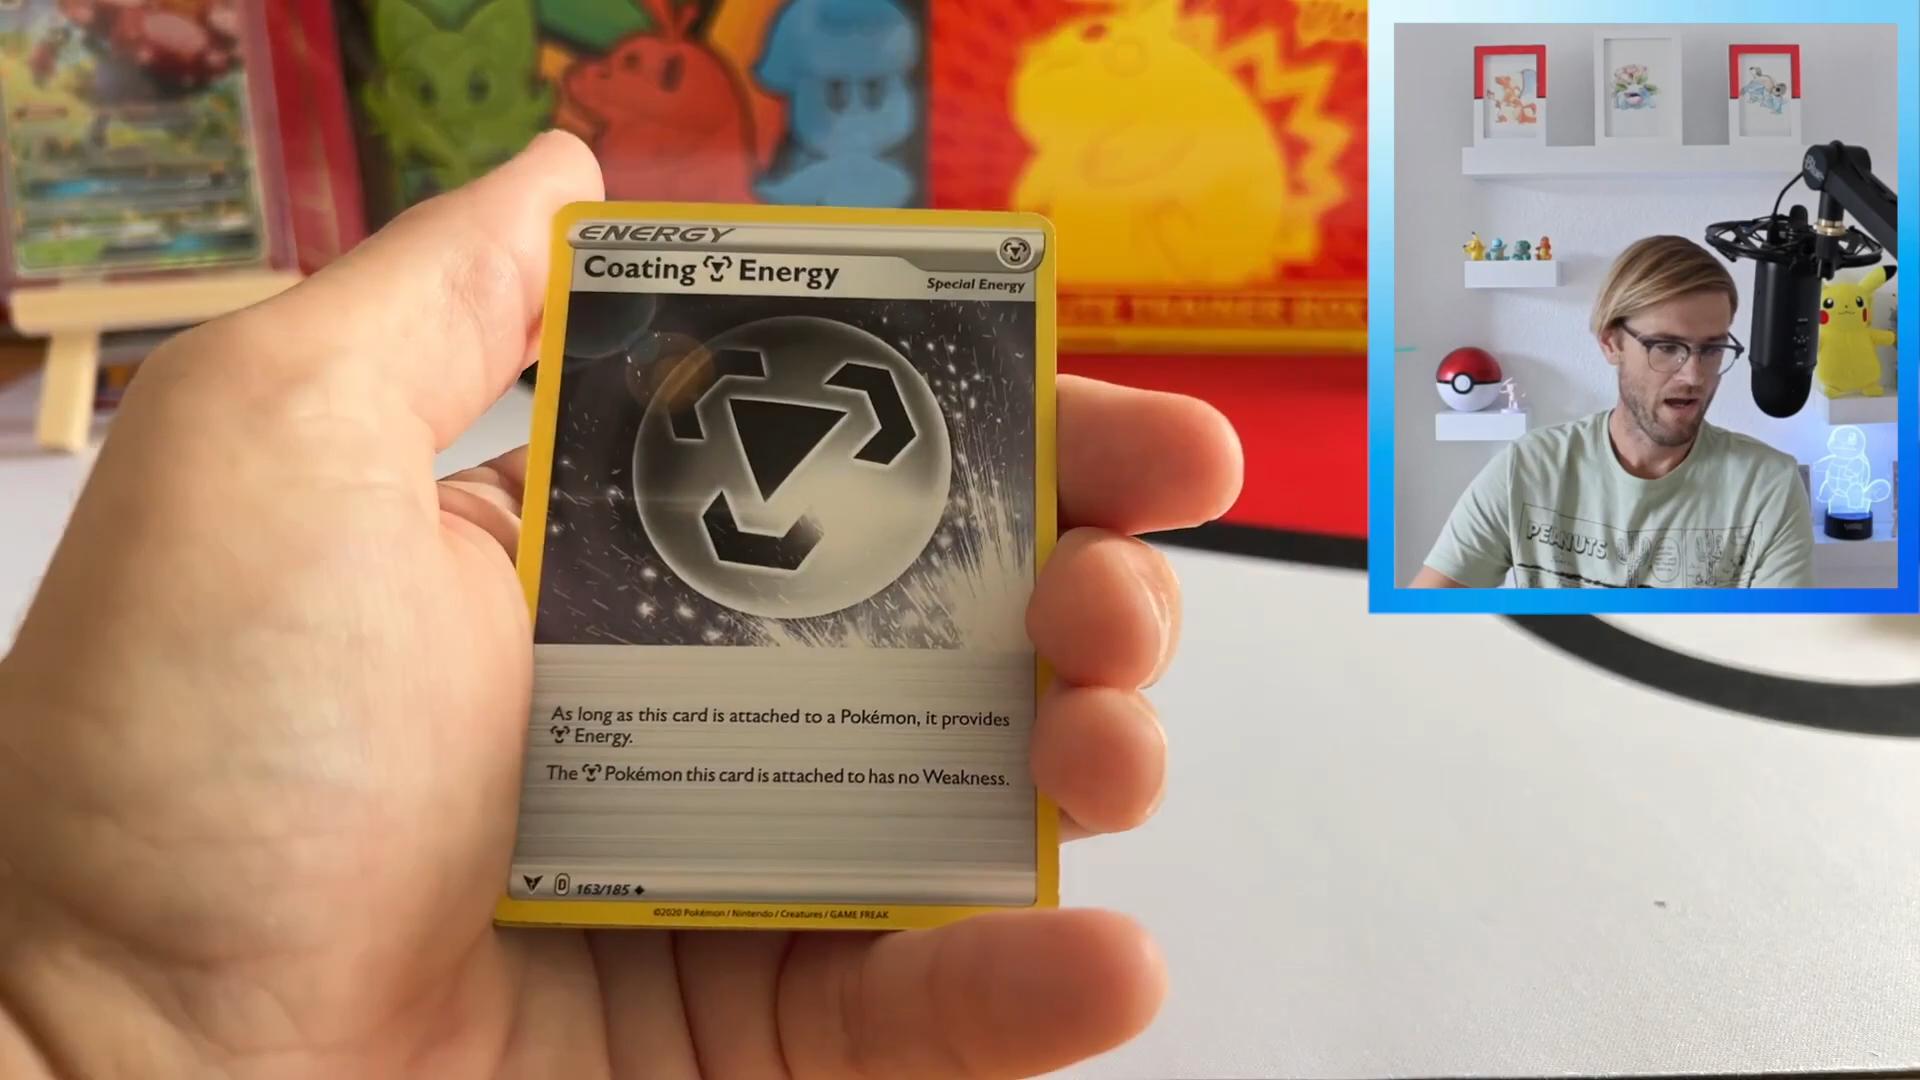 ENERGY
Coating Energy
Special Energy
As long as this card is attached to a Pokémon, it provides
Energy.
The Pokémon this card is attached to has no Weakness.
D 163/185
©2020 Pokémon / Nintendo / Creatures / GAME FREAK
PEANUTS